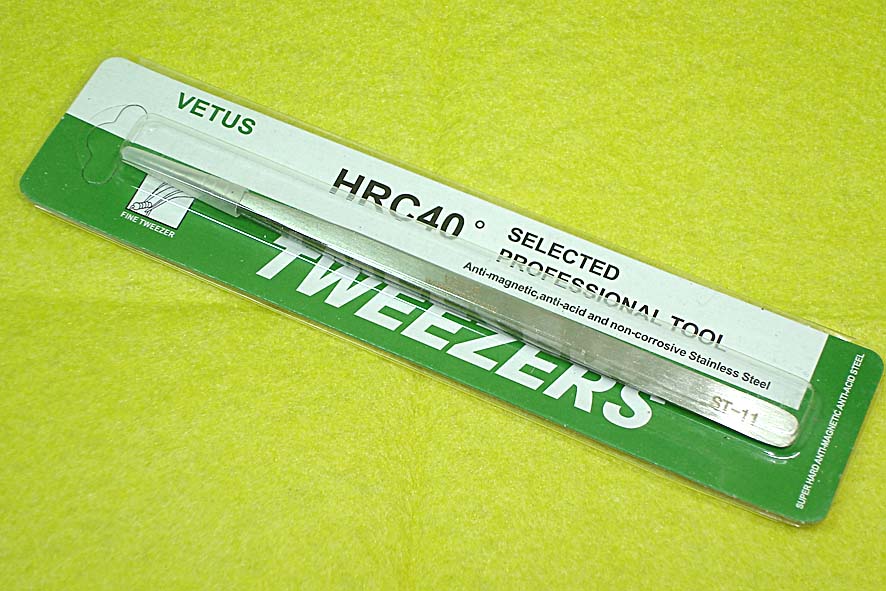 VETUS
HRC40°
SELECTED
PROFESSIONAL TOOL
Anti-magnetic,anti-acid and non-corrosive Stainless Steel
FINE TWEEZER
TWEEZERS
ST-11
SUPER HARD ANTI-MAGNETIC ANTI-ACID STEEL